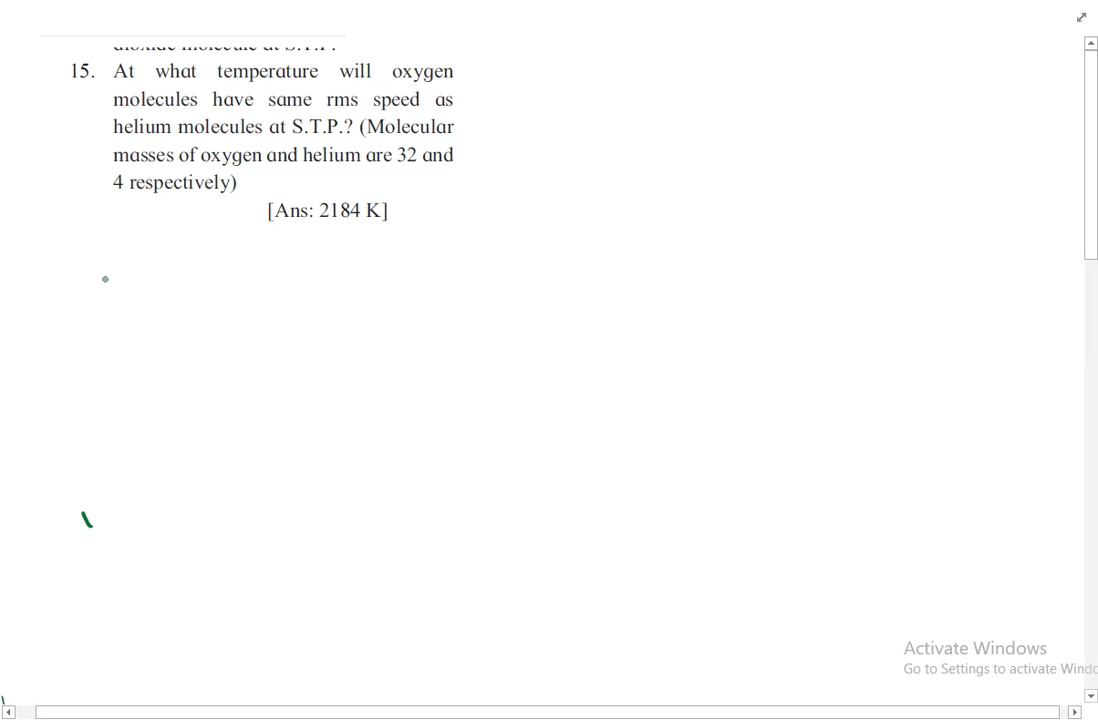 15. At what temperature will oxygen
molecules have same rms speed as
helium molecules at S.T.P.? (Molecular
masses of oxygen and helium are 32 and
4 respectively)
[Ans: 2184 K]
Activate Windows
Go to Settings to activate